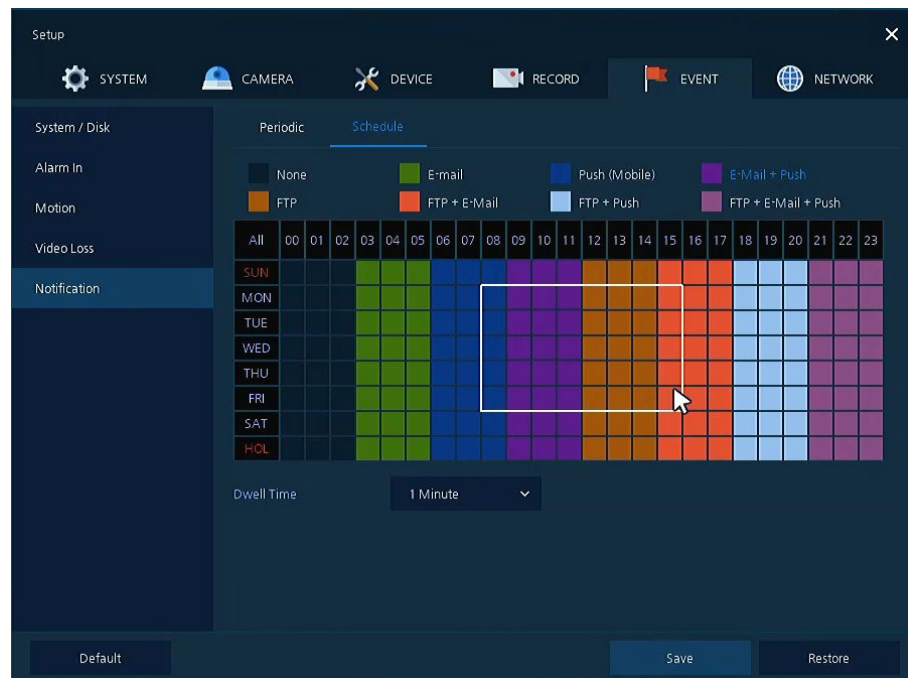 Setup
SYSTEM CAMERA DEVICE RECORD EVENT NETWORK
System / Disk
Alarm In
Motion
Video Loss
Notification
Periodic Schedule
None E-mail Push (Mobile) E-Mail + Push
FTP FTP + E-Mail FTP + Push FTP + E-Mail + Push
All 00 01 02 03 04 05 06 07 08 09 10 11 12 13 14 15 16 17 18 19 20 21 22 23
SUN
MON
TUE
WED
THU
FRI
SAT
HOL
Dwell Time 1 Minute
Default Save Restore